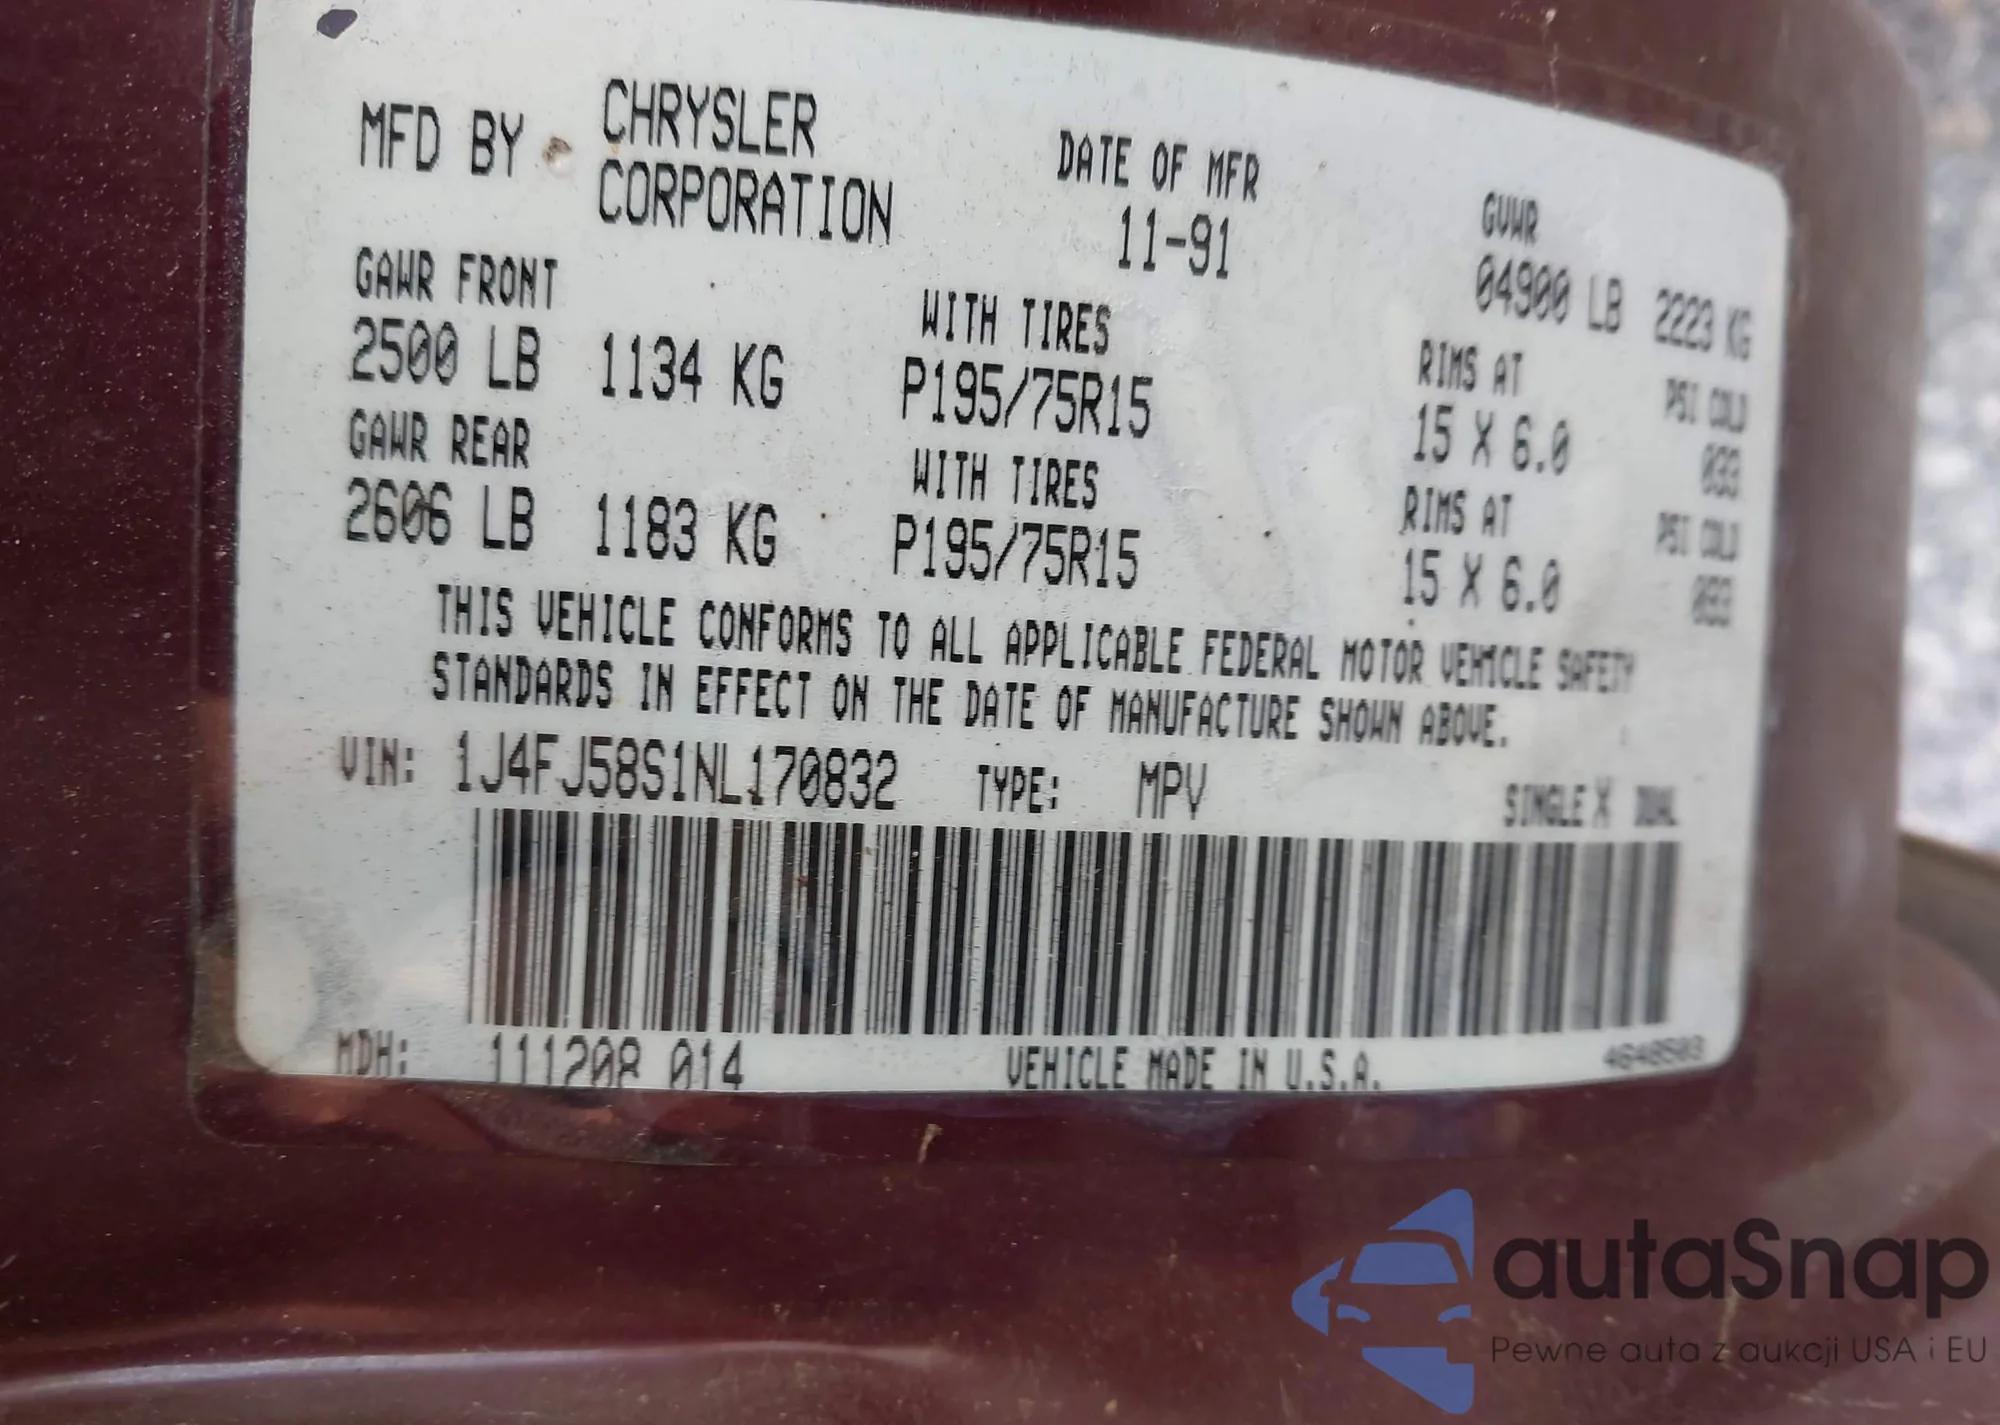 MFD BY CHRYSLER CORPORATION
DATE OF MFR 11-91
GVWR 04900 LB 2223 KG
GAWR FRONT WITH TIRES RIMS AT PSI COLD
2500 LB 1134 KG P195/75R15 15 X 6.0 033
GAWR REAR WITH TIRES RIMS AT PSI COLD
2606 LB 1183 KG P195/75R15 15 X 6.0 033
THIS VEHICLE CONFORMS TO ALL APPLICABLE FEDERAL MOTOR VEHICLE SAFETY
STANDARDS IN EFFECT ON THE DATE OF MANUFACTURE SHOWN ABOVE.
VIN: 1J4FJ58S1NL170832 TYPE: MPV SINGLE X DUAL
MDH: 111208 014 VEHICLE MADE IN U.S.A.
autaSnap
Pewne auta z aukcji USA i EU